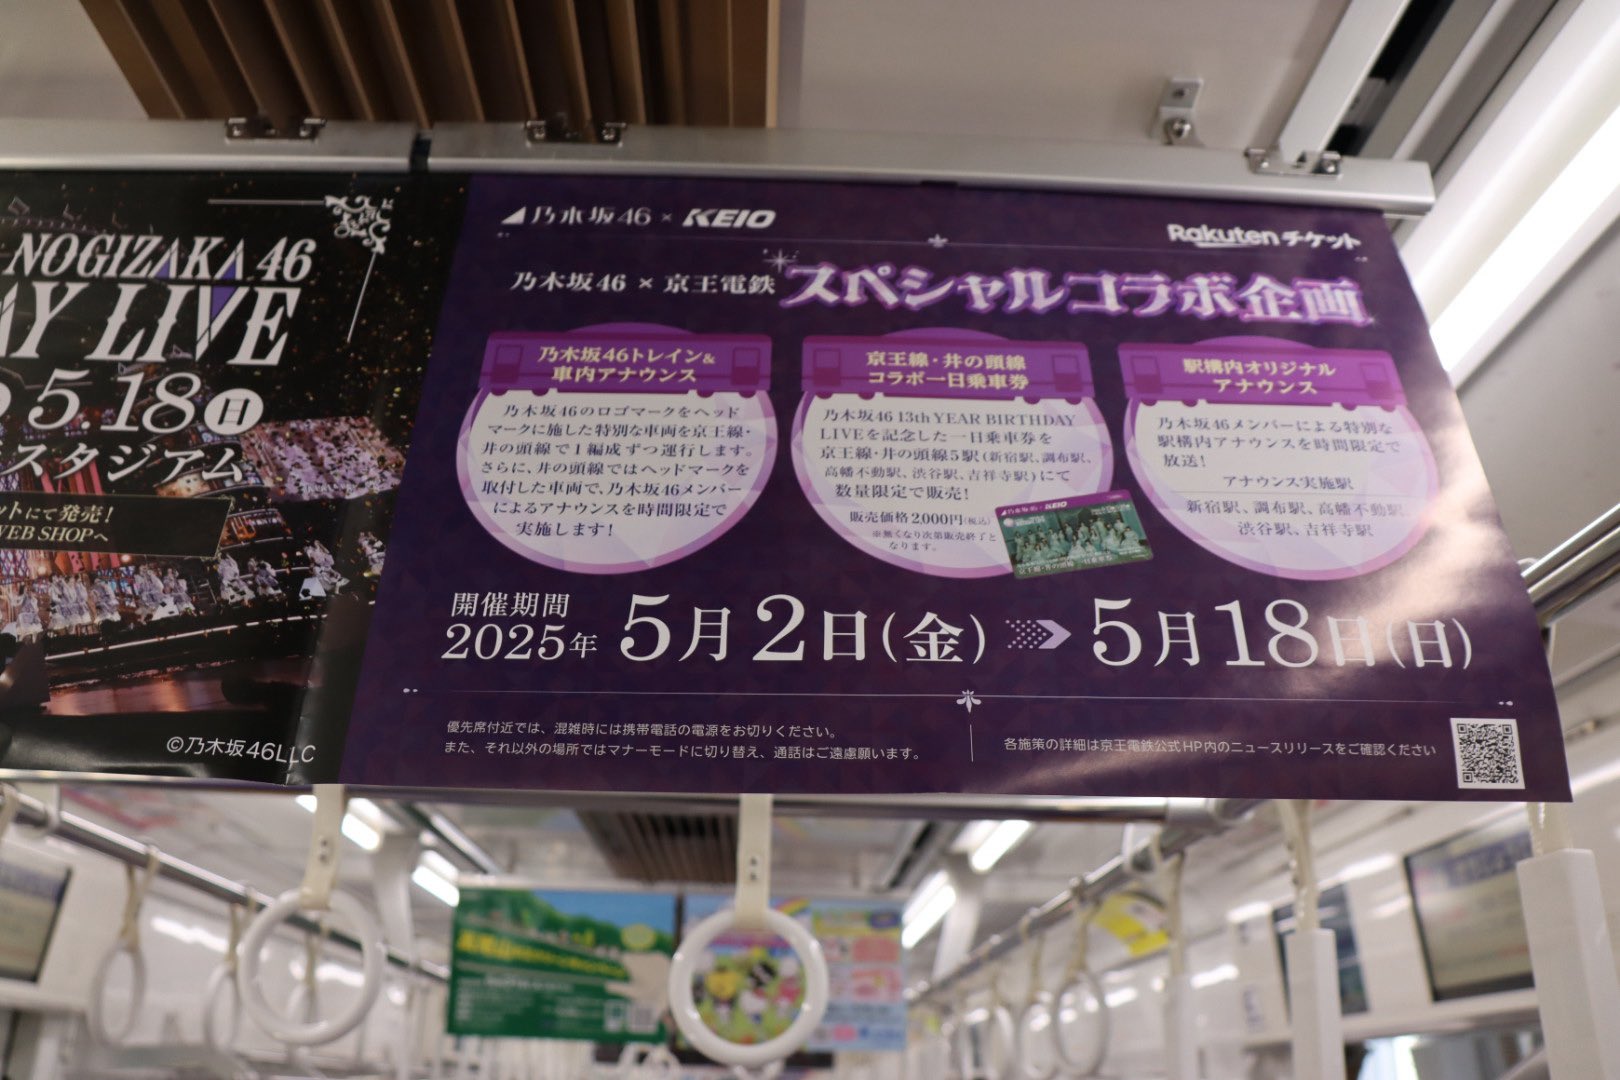 NOGIZAKA 46
AY LIVE
5.18㊐
スタジアム
ットにて発売!
WEB SHOPへ
©乃木坂46LLC
乃木坂46 × KEIO
Rakuten チケット
乃木坂46 × 京王電鉄 スペシャルコラボ企画
乃木坂46トレイン&
車内アナウンス
乃木坂46のロゴマークをヘッド
マークに施した特別な車両を京王線・
井の頭線で1編成ずつ運行します。
さらに、井の頭線ではヘッドマークを
取付した車両で、乃木坂46メンバー
によるアナウンスを時間限定で
実施します!
京王線・井の頭線
コラボ一日乗車券
乃木坂46 13th YEAR BIRTHDAY
LIVEを記念した一日乗車券を
京王線・井の頭線5駅(新宿駅、調布駅、
高幡不動駅、渋谷駅、吉祥寺駅)にて
数量限定で販売!
販売価格 2,000円(税込)
※無くなり次第販売終了と
なります。
乃木坂46 × KEIO
京王線・井の頭線 一日乗車券
駅構内オリジナル
アナウンス
乃木坂46メンバーによる特別な
駅構内アナウンスを時間限定で
放送!
アナウンス実施駅
新宿駅、調布駅、高幡不動駅、
渋谷駅、吉祥寺駅
開催期間
2025年 5月2日(金) 5月18日(日)
優先席付近では、混雑時には携帯電話の電源をお切りください。
また、それ以外の場所ではマナーモードに切り替え、通話はご遠慮願います。
各施策の詳細は京王電鉄公式HP内のニュースリリースをご確認ください